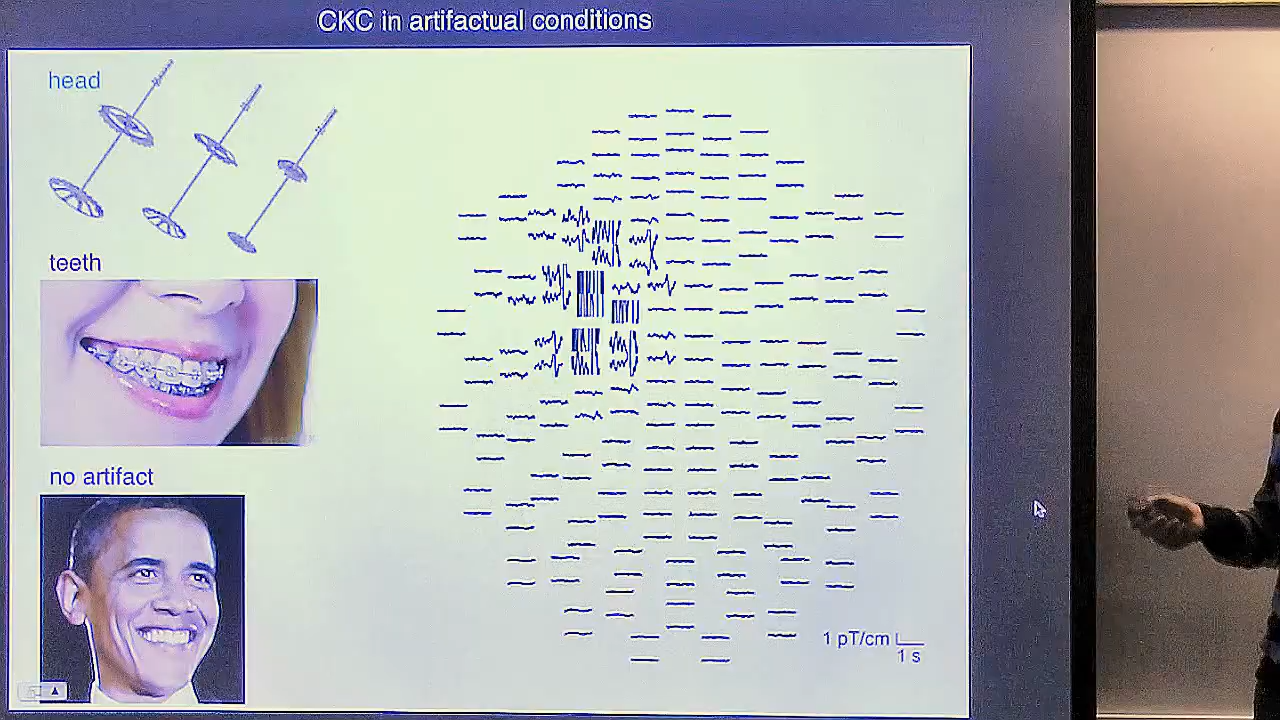 CKC in artifactual conditions
head
teeth
no artifact
1 pT/cm
1 s